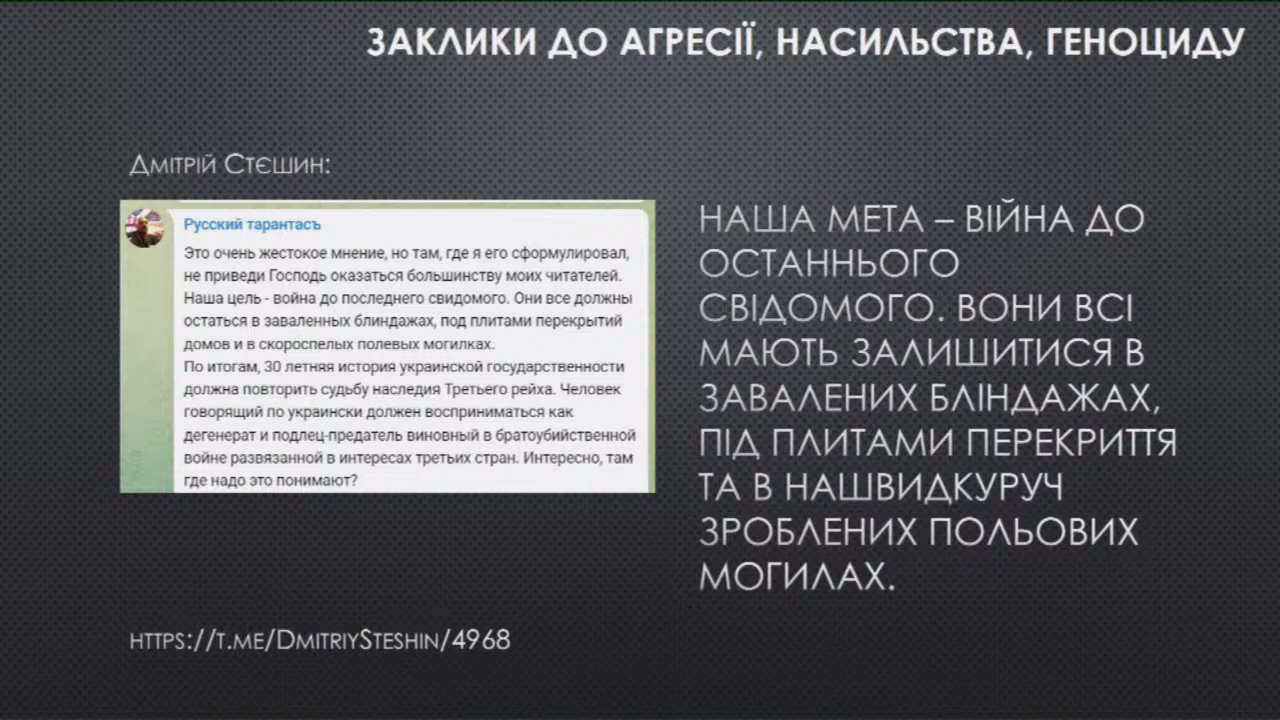 ЗАКЛИКИ ДО АГРЕСІЇ, НАСИЛЬСТВА, ГЕНОЦИДУ
Дмітрій Стєшин:
Русский тарантасъ
Это очень жестокое мнение, но там, где я его сформулировал,
не приведи Господь оказаться большинству моих читателей.
Наша цель - война до последнего свидомого. Они все должны
остаться в заваленных блиндажах, под плитами перекрытий
домов и в скороспелых полевых могилках.
По итогам, 30 летняя история украинской государственности
должна повторить судьбу наследия Третьего рейха. Человек
говорящий по украински должен восприниматься как
дегенерат и подлец-предатель виновный в братоубийственной
войне развязанной в интересах третьих стран. Интересно, там
где надо это понимают?
НАША МЕТА – ВІЙНА ДО
ОСТАННЬОГО
СВІДОМОГО. ВОНИ ВСІ
МАЮТЬ ЗАЛИШИТИСЯ В
ЗАВАЛЕНИХ БЛІНДАЖАХ,
ПІД ПЛИТАМИ ПЕРЕКРИТТЯ
ТА В НАШВИДКУРУЧ
ЗРОБЛЕНИХ ПОЛЬОВИХ
МОГИЛАХ.
HTTPS://T.ME/DMITRIYSTESHIN/4968